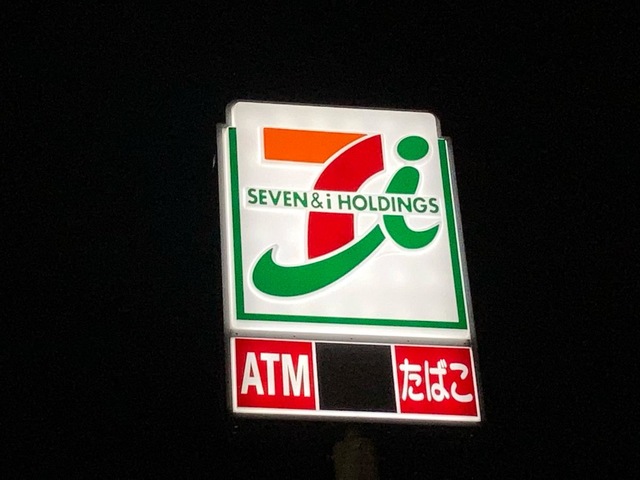 SEVEN & i HOLDINGS
ATM
たばこ